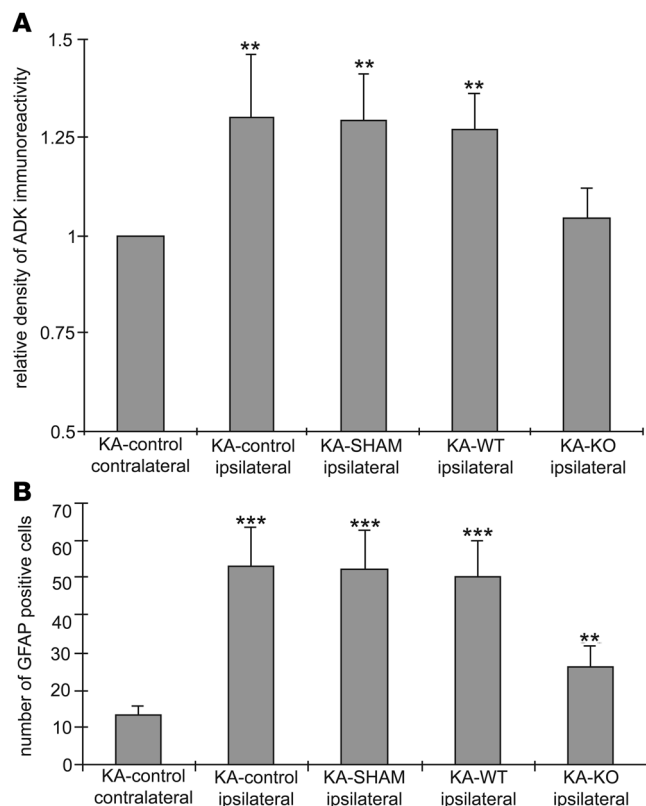 A
relative density of ADK immunoreactivity
1.5
1.25
1
0.75
0.5
**
**
**
KA-control
contralateral
KA-control
ipsilateral
KA-SHAM
ipsilateral
KA-WT
ipsilateral
KA-KO
ipsilateral
B
number of GFAP positive cells
70
60
50
40
30
20
10
0
***
***
***
**
KA-control
contralateral
KA-control
ipsilateral
KA-SHAM
ipsilateral
KA-WT
ipsilateral
KA-KO
ipsilateral